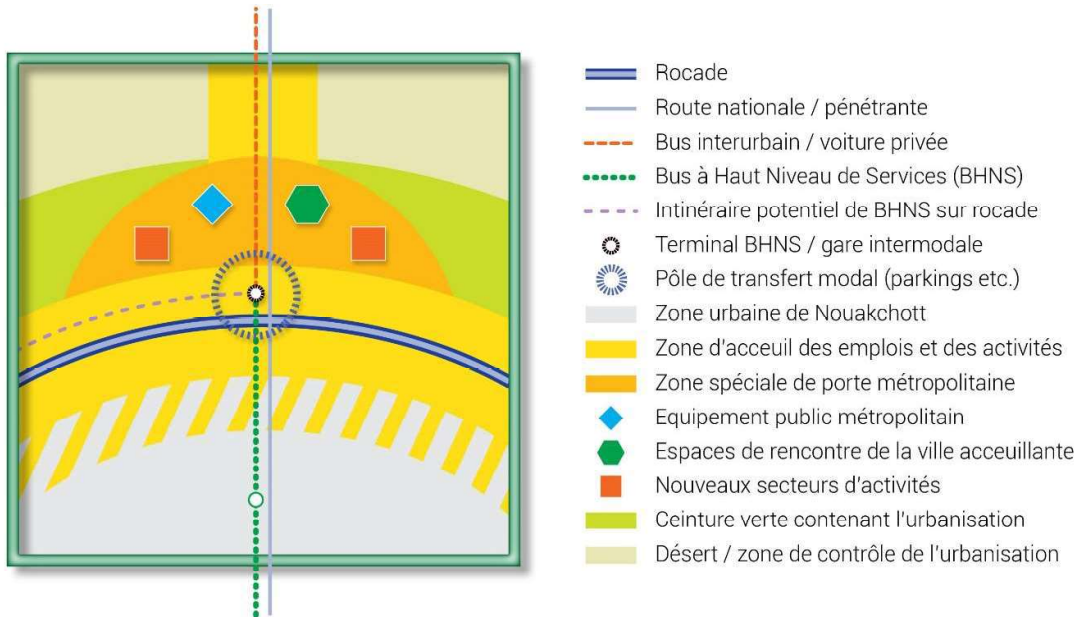 Rocade
Route nationale / pénétrante
Bus interurbain / voiture privée
Bus à Haut Niveau de Services (BHNS)
Intinéraire potentiel de BHNS sur rocade
Terminal BHNS / gare intermodale
Pôle de transfert modal (parkings etc.)
Zone urbaine de Nouakchott
Zone d'acceuil des emplois et des activités
Zone spéciale de porte métropolitaine
Equipement public métropolitain
Espaces de rencontre de la ville acceuillante
Nouveaux secteurs d'activités
Ceinture verte contenant l'urbanisation
Désert / zone de contrôle de l'urbanisation